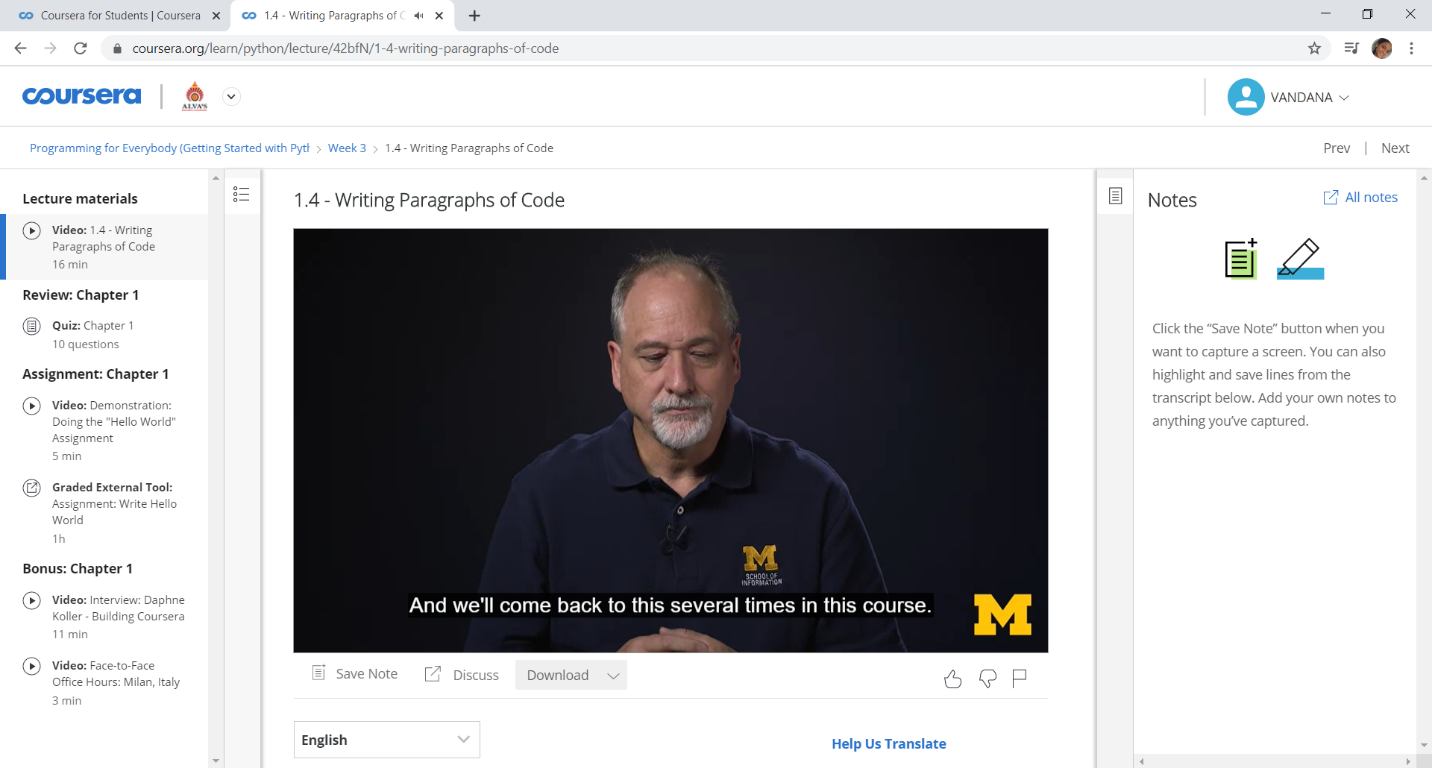 Coursera for Students | Coursera
1.4 - Writing Paragraphs of C
coursera.org/learn/python/lecture/42bfN/1-4-writing-paragraphs-of-code
coursera
ALVA'S
VANDANA
Programming for Everybody (Getting Started with Pyth
Week 3
1.4 - Writing Paragraphs of Code
Prev | Next
Lecture materials
Video: 1.4 - Writing
Paragraphs of Code
16 min
Review: Chapter 1
Quiz: Chapter 1
10 questions
Assignment: Chapter 1
Video: Demonstration:
Doing the "Hello World"
Assignment
5 min
Graded External Tool:
Assignment: Write Hello
World
1h
Bonus: Chapter 1
Video: Interview: Daphne
Koller - Building Coursera
11 min
Video: Face-to-Face
Office Hours: Milan, Italy
3 min
1.4 - Writing Paragraphs of Code
M
SCHOOL OF
INFORMATION
And we'll come back to this several times in this course.
M
Save Note
Discuss
Download
English
Help Us Translate
Notes
All notes
Click the “Save Note” button when you
want to capture a screen. You can also
highlight and save lines from the
transcript below. Add your own notes to
anything you’ve captured.